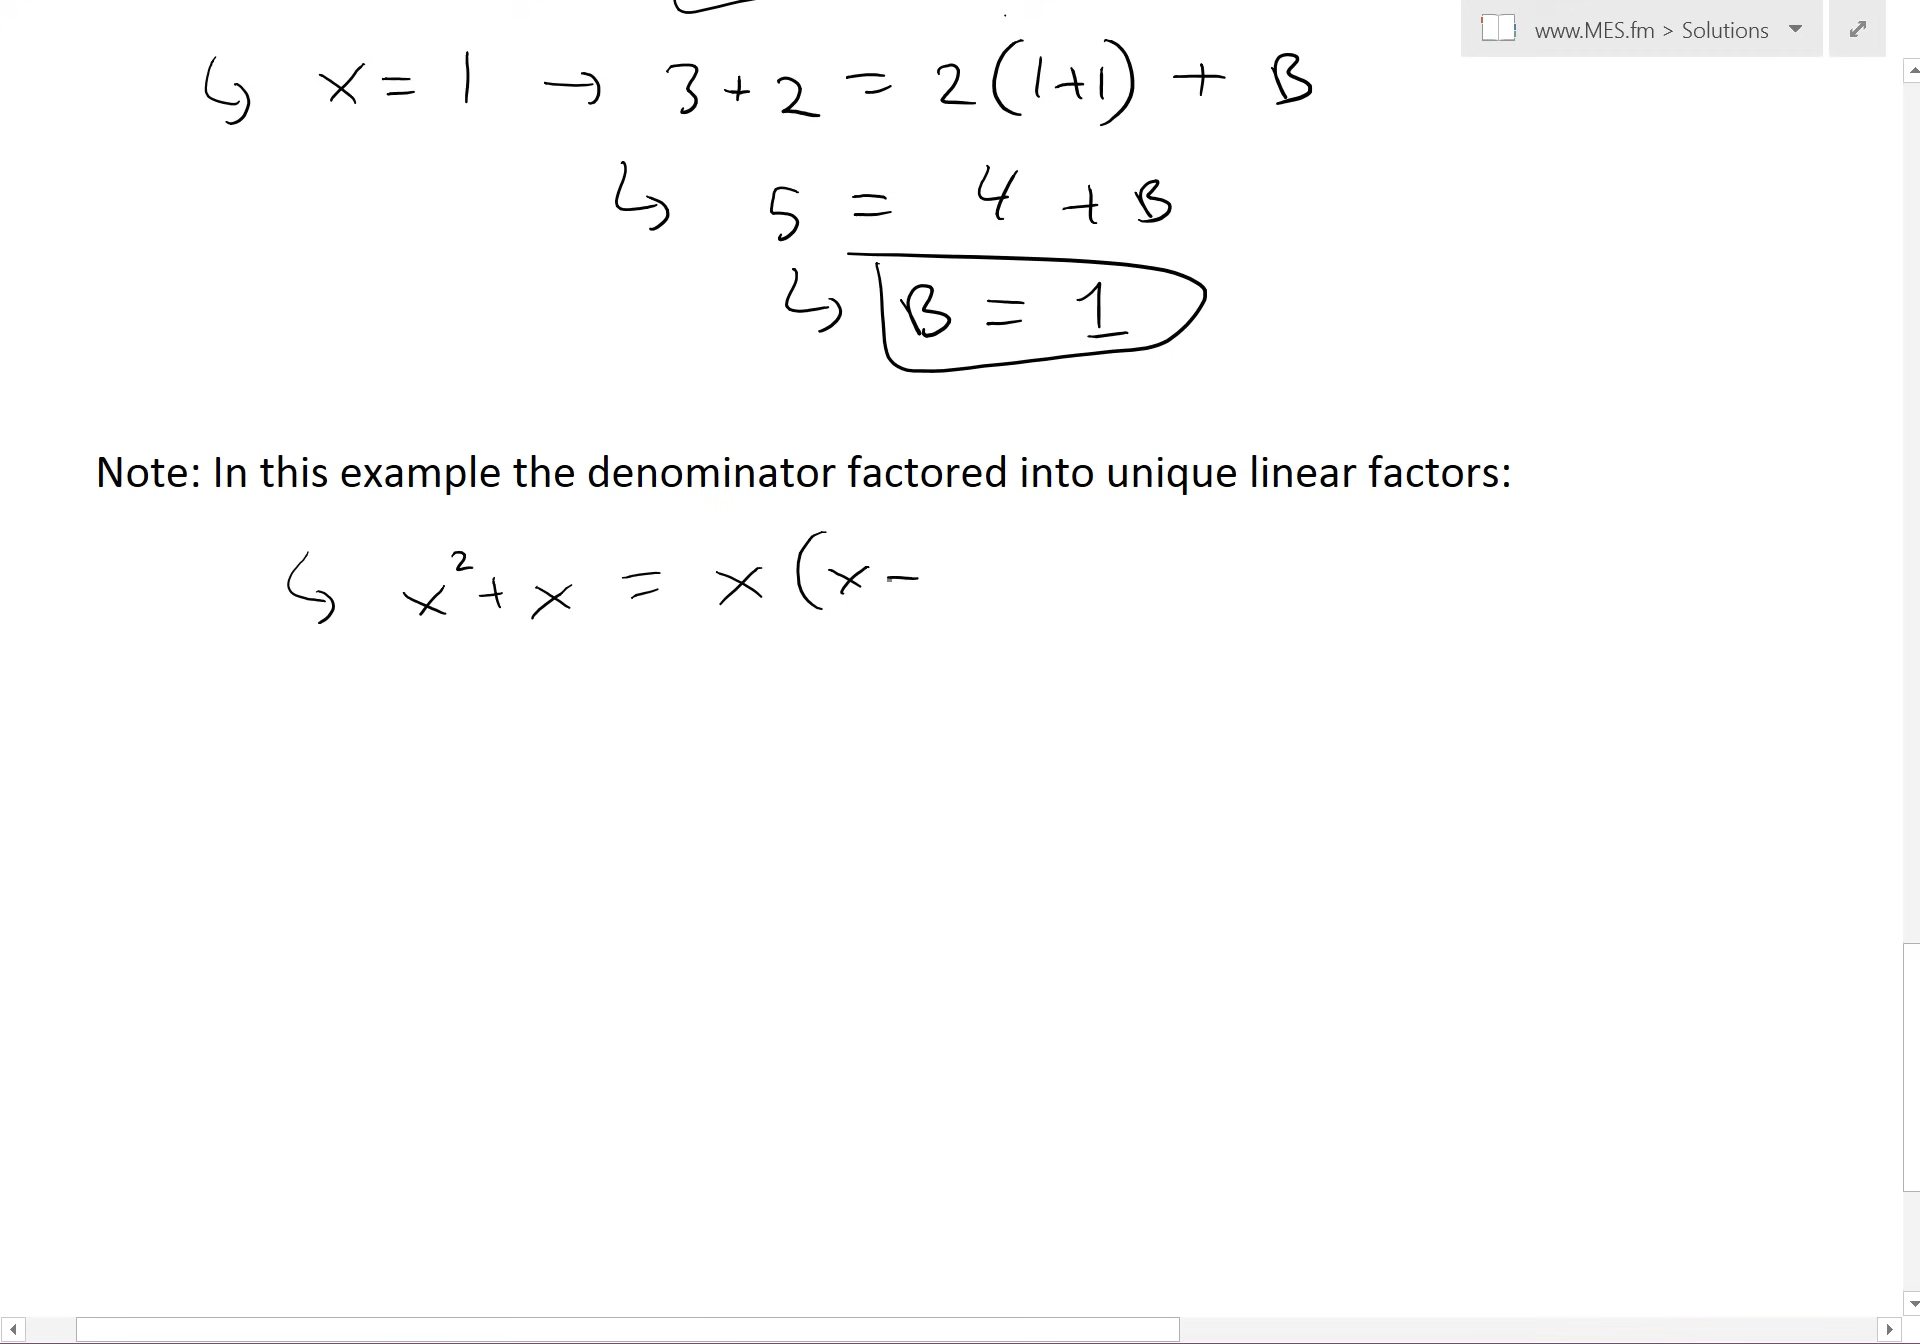 www.MES.fm > Solutions
↳ x = 1 → 3 + 2 = 2(1+1) + B
↳ 5 = 4 + B
↳ B = 1
Note: In this example the denominator factored into unique linear factors:
↳ x² + x = x (x -